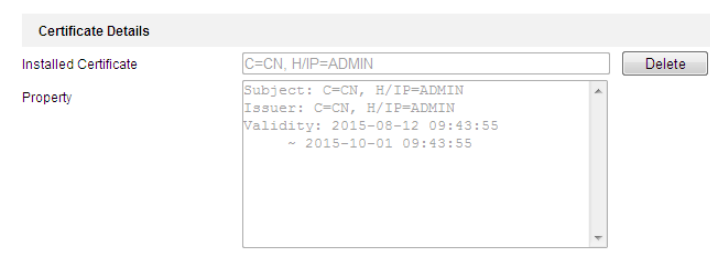 Certificate Details
Installed Certificate C=CN, H/IP=ADMIN Delete
Property
Subject: C=CN, H/IP=ADMIN
Issuer: C=CN, H/IP=ADMIN
Validity: 2015-08-12 09:43:55
~ 2015-10-01 09:43:55